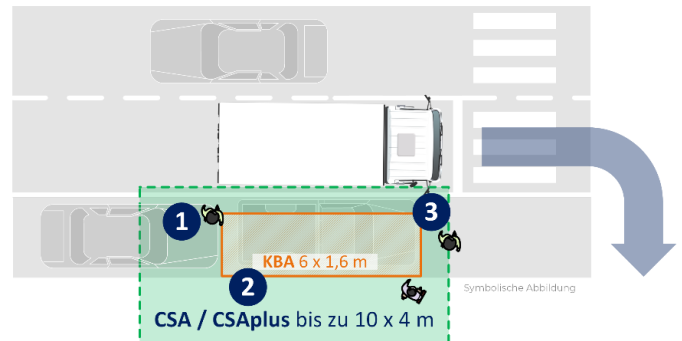 1
3
KBA 6 x 1,6 m
2
Symbolische Abbildung
CSA / CSAplus bis zu 10 x 4 m